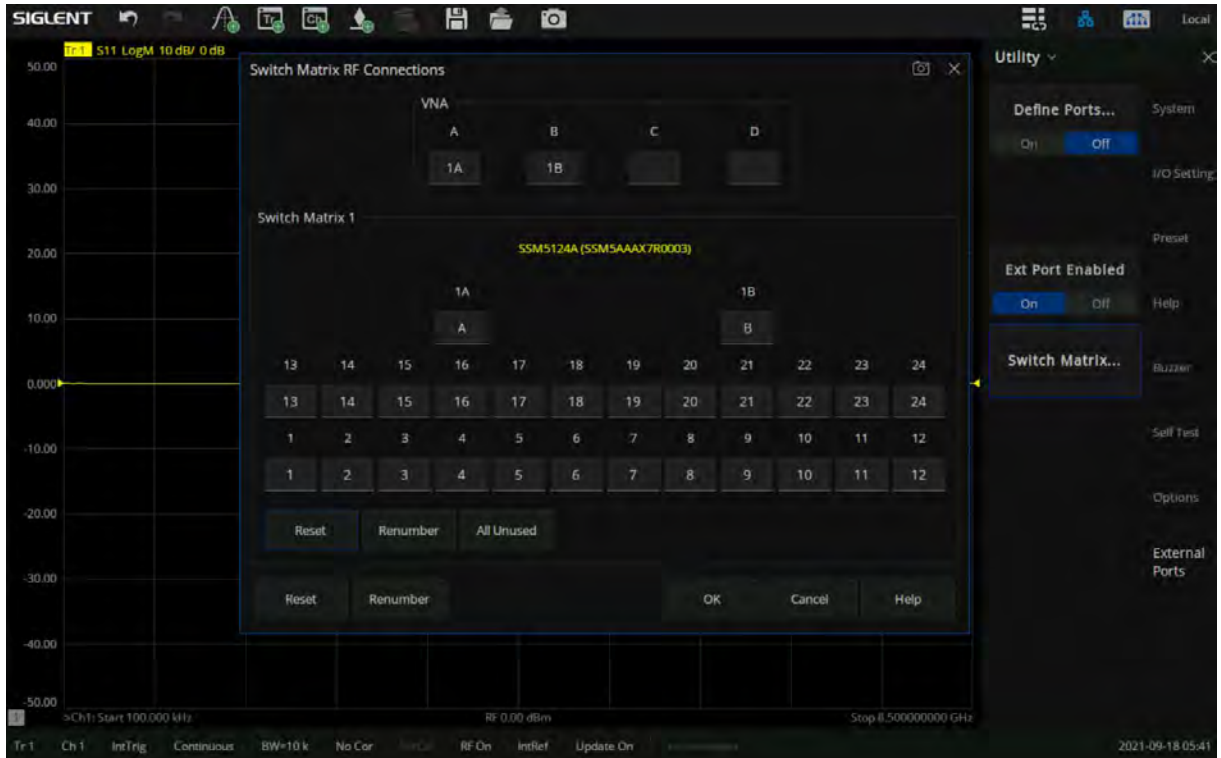 SIGLENT Local
Tr 1 S11 LogM 10 dB/ 0 dB
50.00
40.00
30.00
20.00
10.00
0.000
-10.00
-20.00
-30.00
-40.00
-50.00
Switch Matrix RF Connections
VNA
A B C D
1A 1B
Switch Matrix 1
SSM5124A (SSM5AAAX7R0003)
1A 1B
A B
13 14 15 16 17 18 19 20 21 22 23 24
13 14 15 16 17 18 19 20 21 22 23 24
1 2 3 4 5 6 7 8 9 10 11 12
1 2 3 4 5 6 7 8 9 10 11 12
Reset Renumber All Unused
Reset Renumber OK Cancel Help
Utility
Define Ports...
On Off
Ext Port Enabled
On Off
Switch Matrix...
System
I/O Setting
Preset
Help
Buzzer
Self Test
Options
External
Ports
1 >Ch1: Start 100.000 kHz RF 0.00 dBm Stop 8.500000000 GHz
Tr 1 Ch 1 IntTrig Continuous BW=10 k No Cor RF On IntRef Update On 2021-09-18 05:41